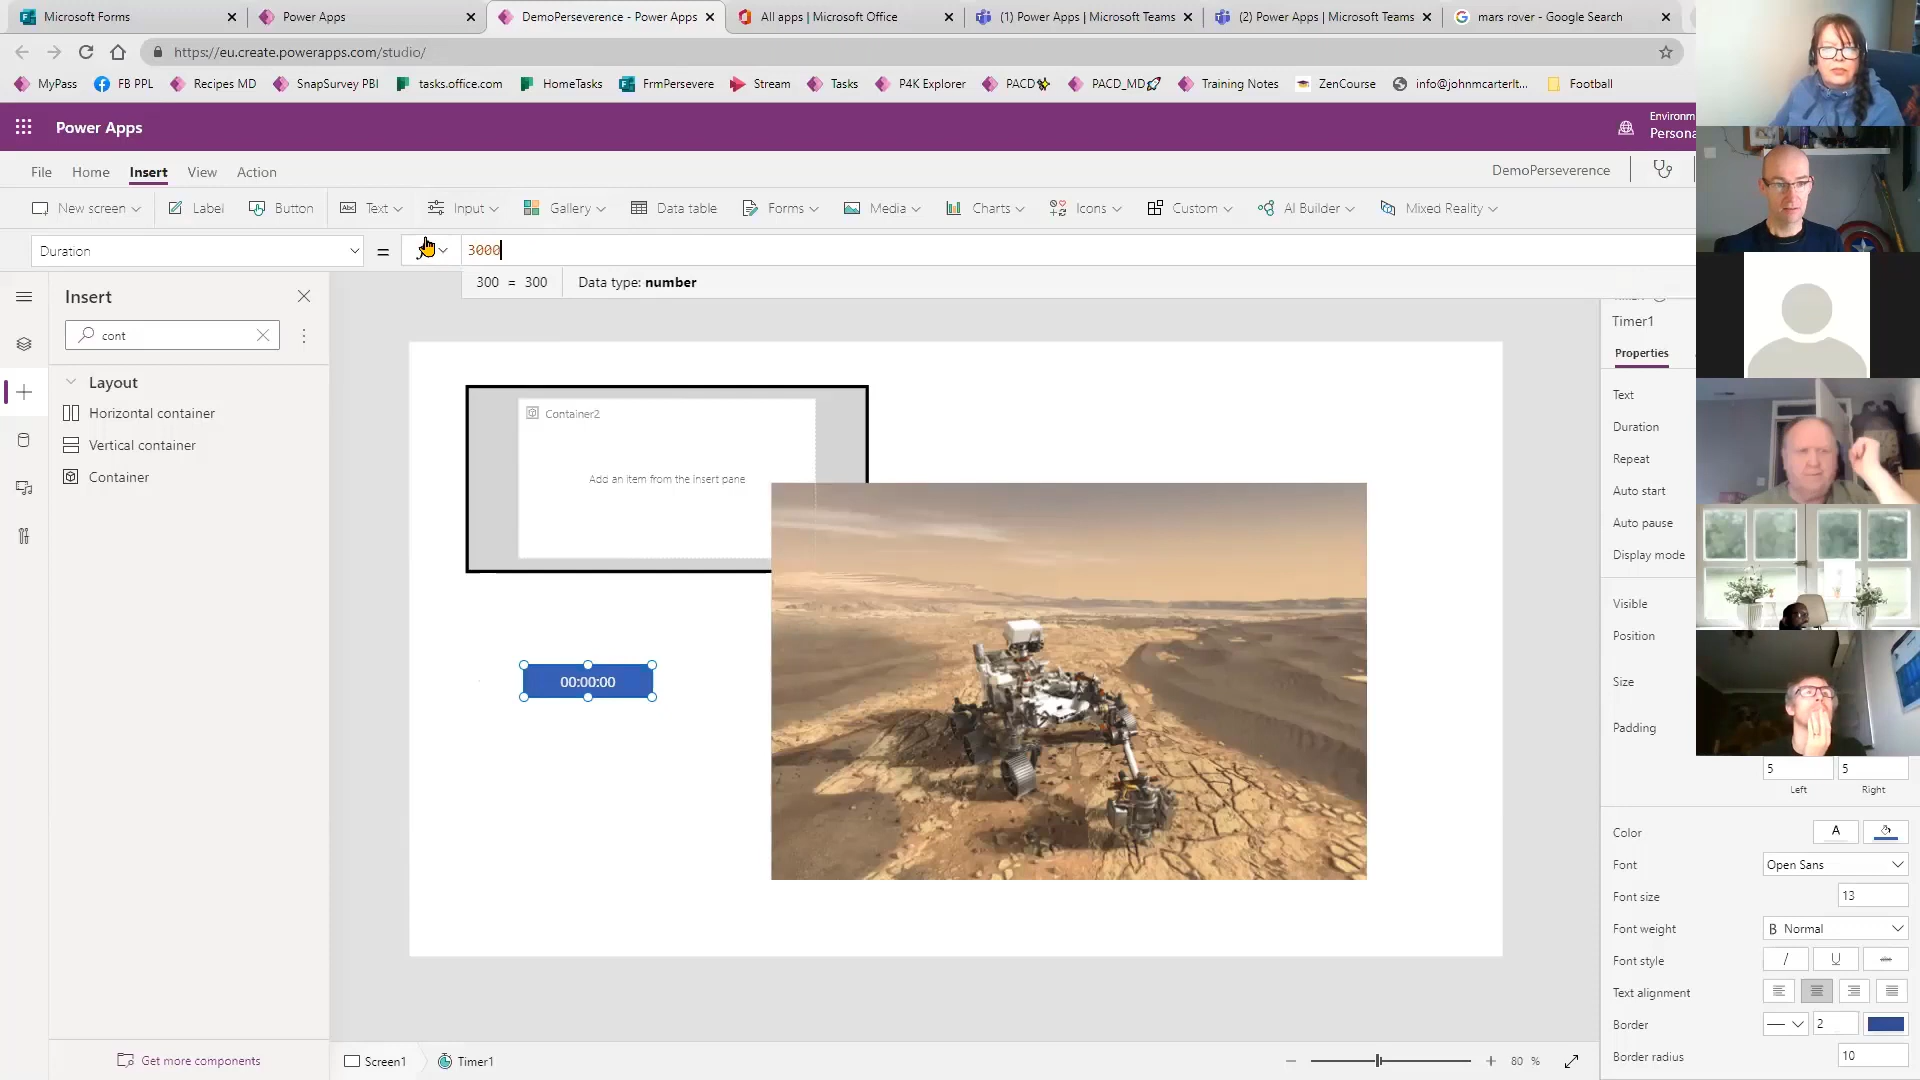 Microsoft Forms
Power Apps
DemoPerseverence - Power Apps
All apps | Microsoft Office
(1) Power Apps | Microsoft Teams
(2) Power Apps | Microsoft Teams
mars rover - Google Search
https://eu.create.powerapps.com/studio/
MyPass
FB PPL
Recipes MD
SnapSurvey PBI
tasks.office.com
HomeTasks
FrmPersevere
Stream
Tasks
P4K Explorer
PACD✨
PACD_MD🚀
Training Notes
ZenCourse
info@johnmcarterlt...
Football
Power Apps
Environm
Persona
File
Home
Insert
View
Action
DemoPerseverence
New screen
Label
Button
Text
Input
Gallery
Data table
Forms
Media
Charts
Icons
Custom
AI Builder
Mixed Reality
Duration
=
3000
300 = 300
Data type: number
Insert
cont
Layout
Horizontal container
Vertical container
Container
Get more components
Container2
Add an item from the insert pane
00:00:00
Screen1
Timer1
80 %
Timer1
Properties
Text
Duration
Repeat
Auto start
Auto pause
Display mode
Visible
Position
Size
Padding
5
5
Left
Right
Color
A
Font
Open Sans
Font size
13
Font weight
B Normal
Font style
/
U
Text alignment
Border
2
Border radius
10